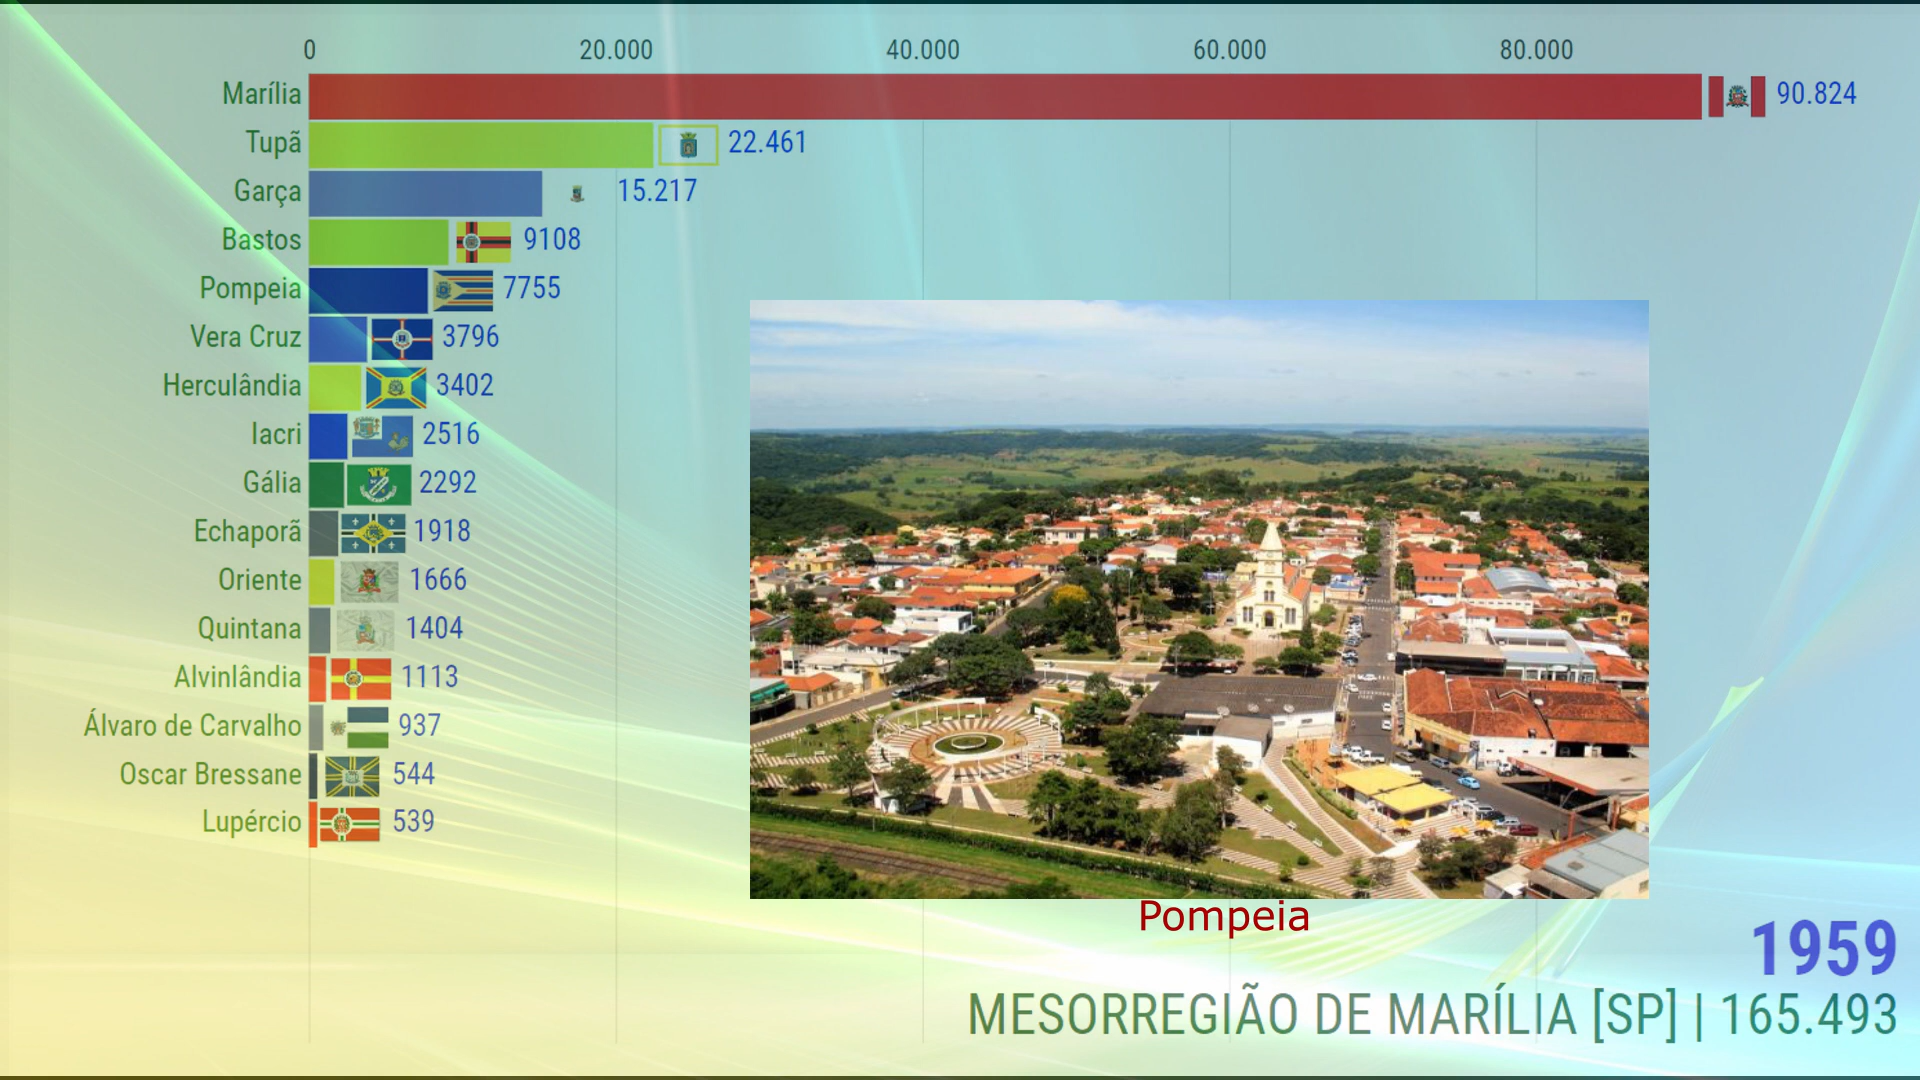 0 20.000 40.000 60.000 80.000
Marília 90.824
Tupã 22.461
Garça 15.217
Bastos 9108
Pompeia 7755
Vera Cruz 3796
Herculândia 3402
Iacri 2516
Gália 2292
Echaporã 1918
Oriente 1666
Quintana 1404
Alvinlândia 1113
Álvaro de Carvalho 937
Oscar Bressane 544
Lupércio 539
Pompeia
1959
MESORREGIÃO DE MARÍLIA [SP] | 165.493